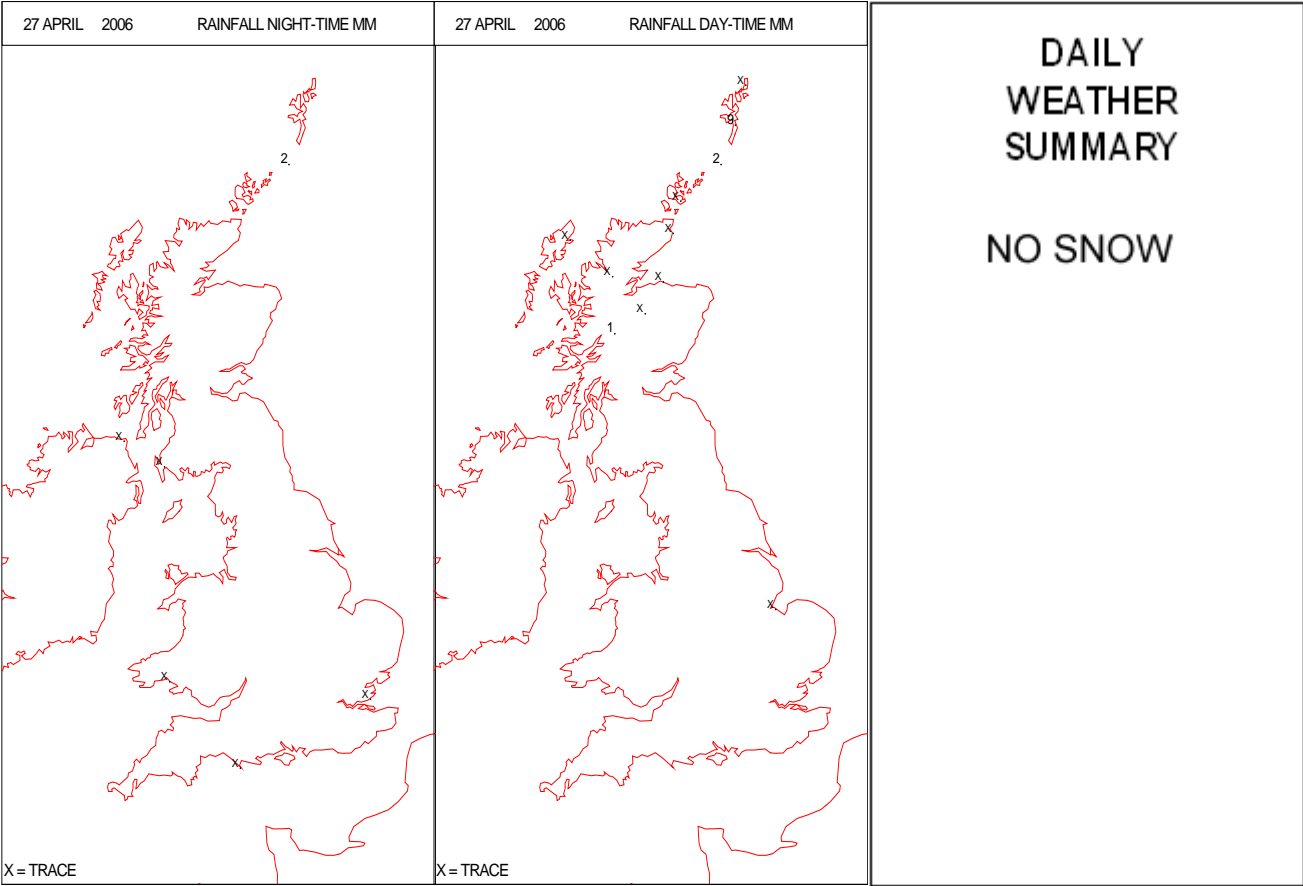 27 APRIL 2006 RAINFALL NIGHT-TIME MM
2.
X.
X.
X.
X.
X.
X = TRACE
27 APRIL 2006 RAINFALL DAY-TIME MM
X.
9.
2.
X.
X.
X.
X.
X.
X.
1.
X.
X = TRACE
DAILY
WEATHER
SUMMARY
NO SNOW